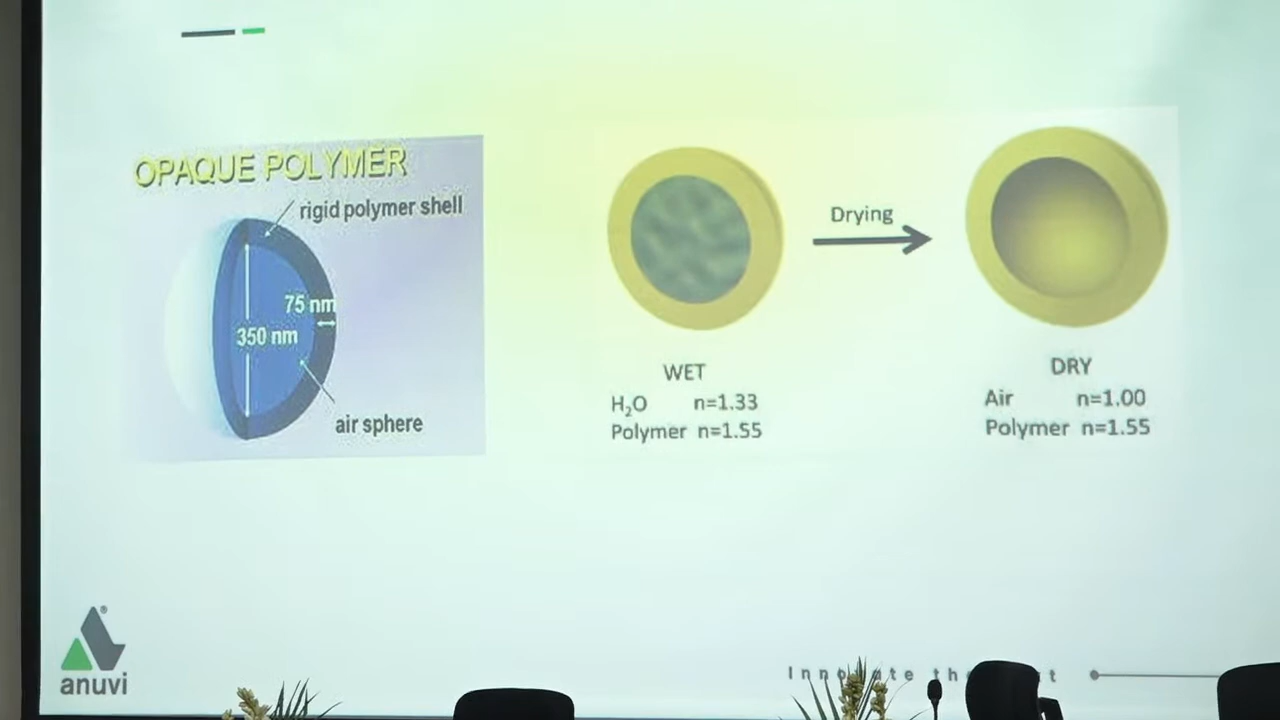 OPAQUE POLYMER
rigid polymer shell
75 nm
350 nm
air sphere
Drying
WET
H₂O n=1.33
Polymer n=1.55
DRY
Air n=1.00
Polymer n=1.55
anuvi